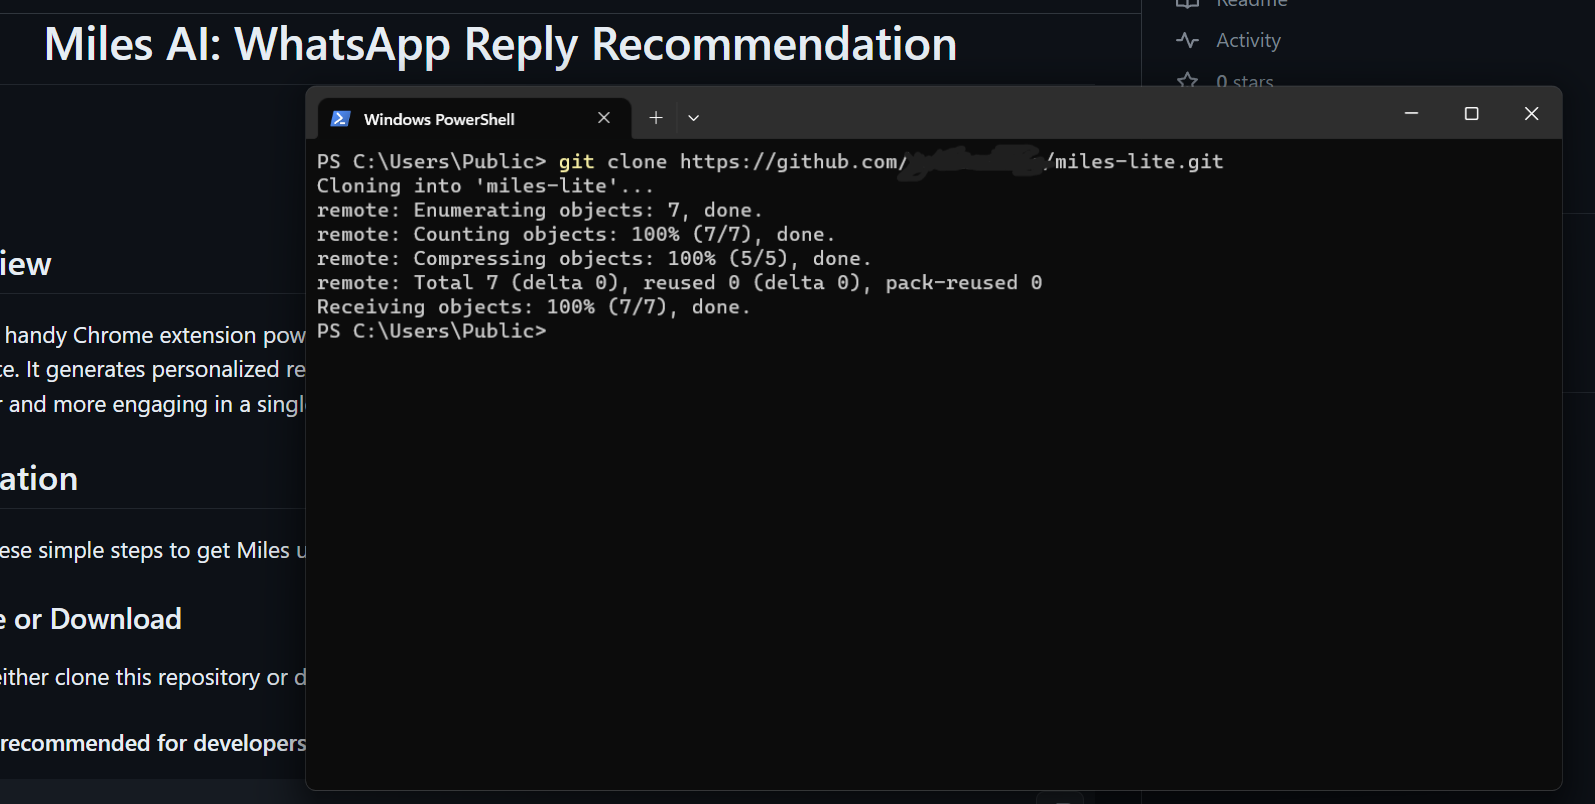 Miles AI: WhatsApp Reply Recommendation
Readme
Activity
0 stars
Windows PowerShell
PS C:\Users\Public> git clone https://github.com/ /miles-lite.git
Cloning into 'miles-lite'...
remote: Enumerating objects: 7, done.
remote: Counting objects: 100% (7/7), done.
remote: Compressing objects: 100% (5/5), done.
remote: Total 7 (delta 0), reused 0 (delta 0), pack-reused 0
Receiving objects: 100% (7/7), done.
PS C:\Users\Public>
iew
handy Chrome extension pow
ce. It generates personalized re
r and more engaging in a singl
ation
ese simple steps to get Miles u
e or Download
either clone this repository or d
recommended for developers